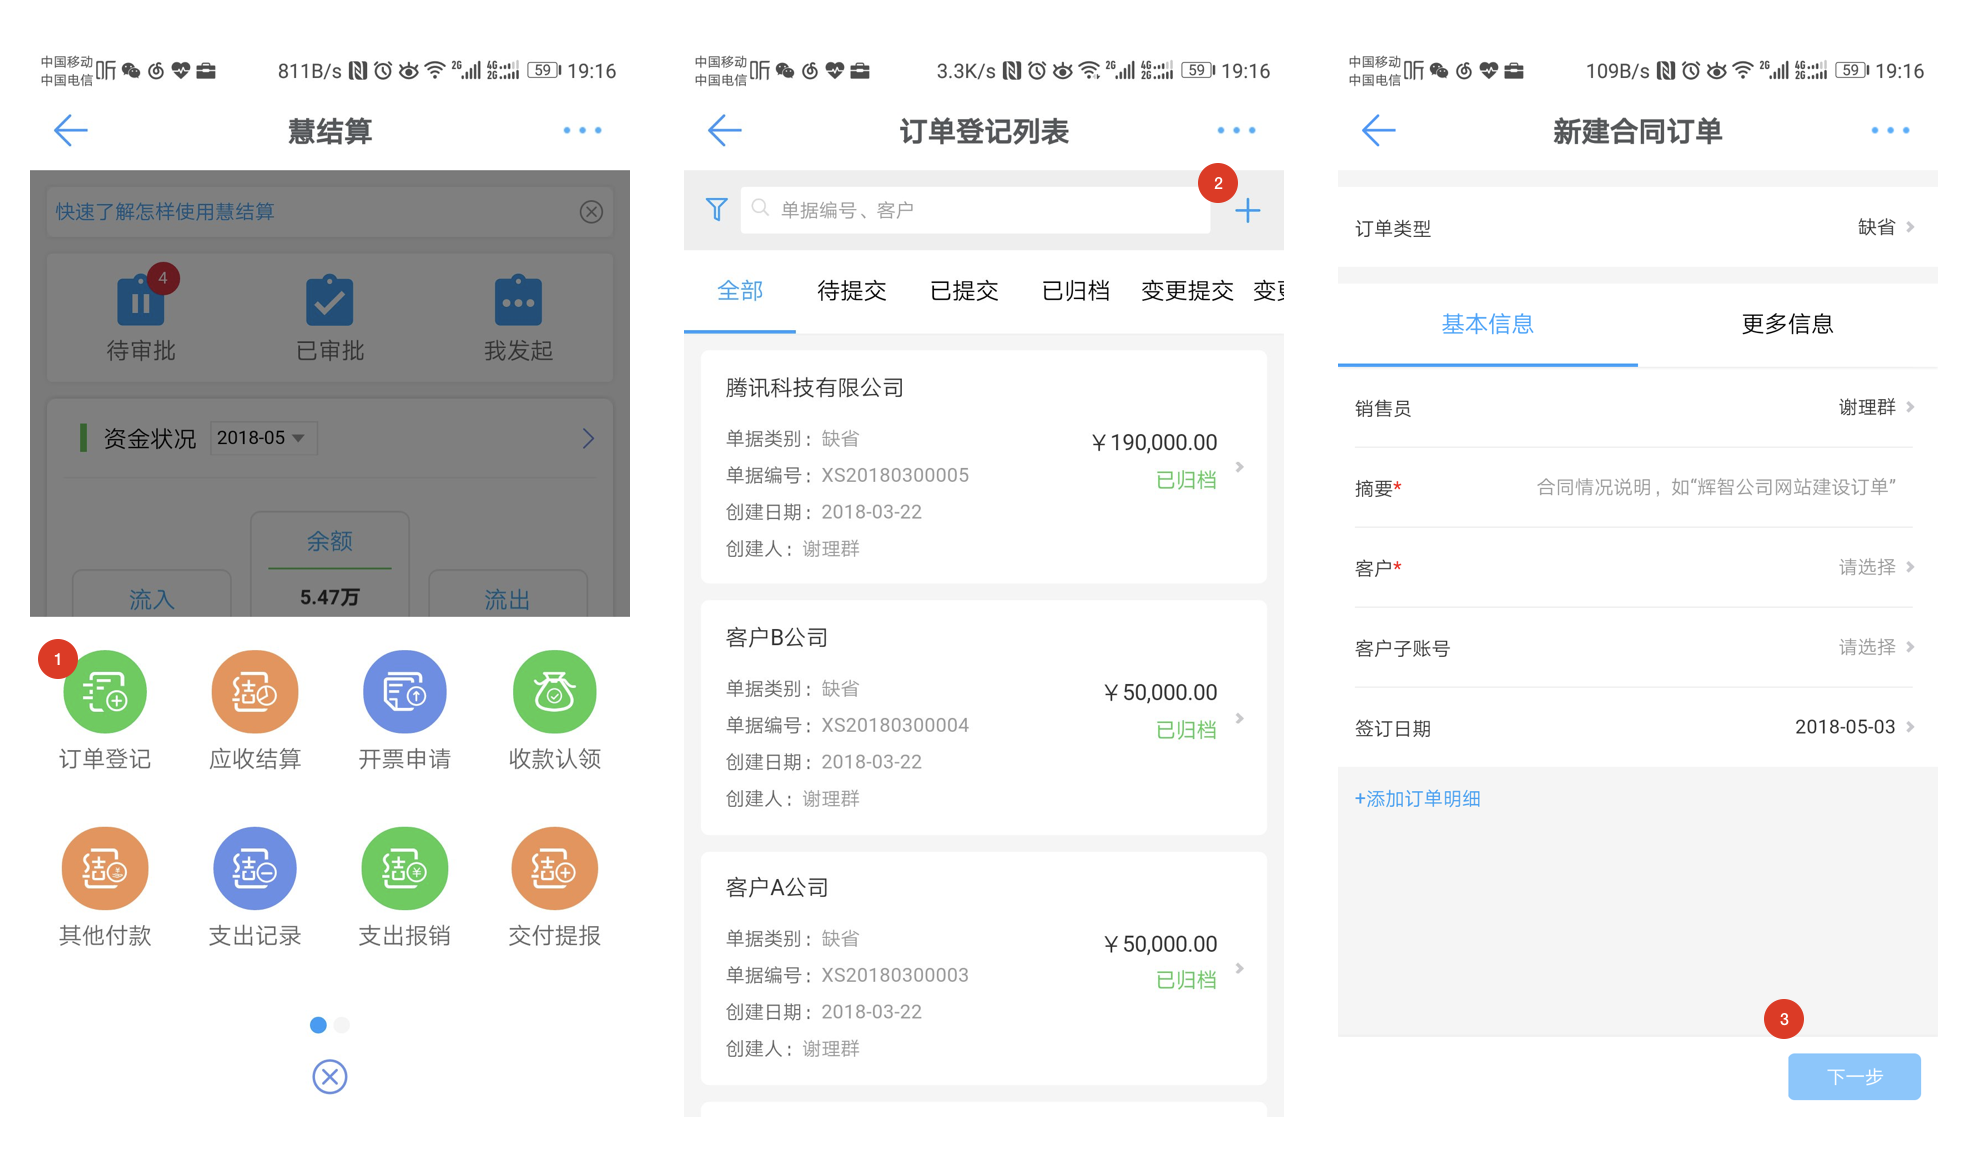 中国移动
中国电信
听
811B/s
2G
4G
2G
59
19:16
慧结算
快速了解怎样使用慧结算
4
待审批
已审批
我发起
资金状况
2018-05
余额
流入
5.47万
流出
1
订单登记
应收结算
开票申请
收款认领
其他付款
支出记录
支出报销
交付提报
中国移动
中国电信
听
3.3K/s
2G
4G
2G
59
19:16
订单登记列表
2
单据编号、客户
全部
待提交
已提交
已归档
变更提交
腾讯科技有限公司
单据类别: 缺省
¥190,000.00
单据编号: XS20180300005
已归档
创建日期: 2018-03-22
创建人: 谢理群
客户B公司
单据类别: 缺省
¥50,000.00
单据编号: XS20180300004
已归档
创建日期: 2018-03-22
创建人: 谢理群
客户A公司
单据类别: 缺省
¥50,000.00
单据编号: XS20180300003
已归档
创建日期: 2018-03-22
创建人: 谢理群
中国移动
中国电信
听
109B/s
2G
4G
2G
59
19:16
新建合同订单
订单类型
缺省
基本信息
更多信息
销售员
谢理群
摘要*
合同情况说明，如“辉智公司网站建设订单”
客户*
请选择
客户子账号
请选择
签订日期
2018-05-03
+添加订单明细
3
下一步